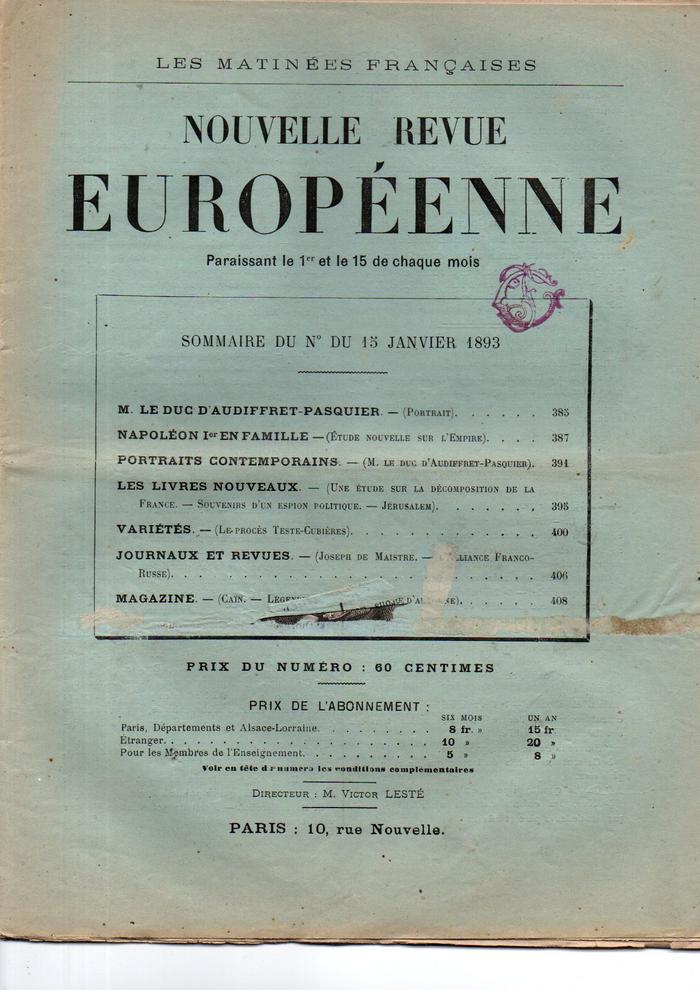 LES MATINÉES FRANÇAISES
NOUVELLE REVUE
EUROPÉENNE
Paraissant le 1er et le 15 de chaque mois
SOMMAIRE DU N° DU 15 JANVIER 1893
M. LE DUC D'AUDIFFRET-PASQUIER. — (PORTRAIT). . . . . . 385
NAPOLÉON Ier EN FAMILLE — (ÉTUDE NOUVELLE SUR L'EMPIRE). . . . 387
PORTRAITS CONTEMPORAINS. — (M. LE DUC D'AUDIFFRET-PASQUIER). 391
LES LIVRES NOUVEAUX. — (UNE ÉTUDE SUR LA DÉCOMPOSITION DE LA
FRANCE. — SOUVENIRS D'UN ESPION POLITIQUE. — JÉRUSALEM). 395
VARIÉTÉS. — (LE PROCÈS TESTE-CUBIÈRES). 400
JOURNAUX ET REVUES. — (JOSEPH DE MAISTRE. — L'ALLIANCE FRANCO-
RUSSE). 406
MAGAZINE. — (CAÏN. — 408
PRIX DU NUMÉRO : 60 CENTIMES
PRIX DE L'ABONNEMENT :
SIX MOIS UN AN
Paris, Départements et Alsace-Lorraine. 8 fr. » 15 fr.
Etranger. 10 » 20 »
Pour les Membres de l'Enseignement. 5 » 8 »
Voir en tête du numéro les conditions complémentaires
DIRECTEUR : M. VICTOR LESTÉ
PARIS : 10, rue Nouvelle.